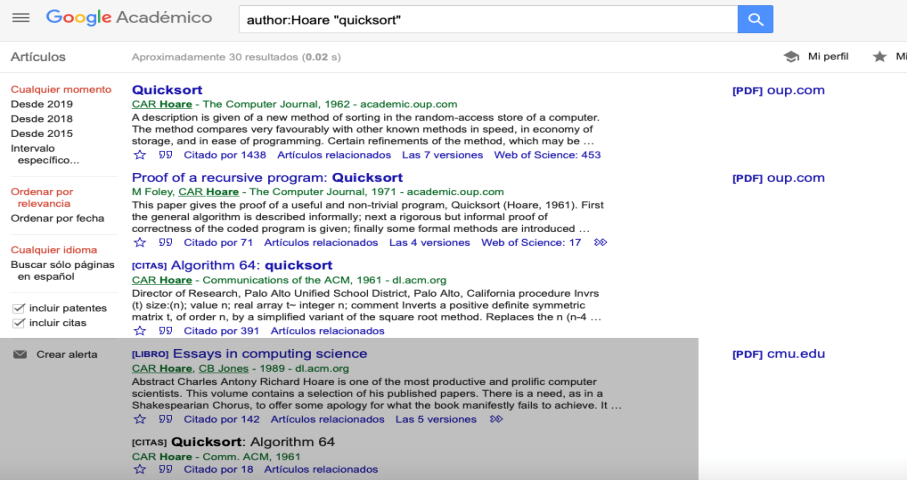 Google Académico
author:Hoare "quicksort"
Artículos
Aproximadamente 30 resultados (0.02 s)
Mi perfil
Mi
Cualquier momento
Desde 2019
Desde 2018
Desde 2015
Intervalo
específico...
Ordenar por
relevancia
Ordenar por fecha
Cualquier idioma
Buscar sólo páginas
en español
incluir patentes
incluir citas
Crear alerta
Quicksort
[PDF] oup.com
CAR Hoare - The Computer Journal, 1962 - academic.oup.com
A description is given of a new method of sorting in the random-access store of a computer.
The method compares very favourably with other known methods in speed, in economy of
storage, and in ease of programming. Certain refinements of the method, which may be ...
Citado por 1438 Artículos relacionados Las 7 versiones Web of Science: 453
Proof of a recursive program: Quicksort
[PDF] oup.com
M Foley, CAR Hoare - The Computer Journal, 1971 - academic.oup.com
This paper gives the proof of a useful and non-trivial program, Quicksort (Hoare, 1961). First
the general algorithm is described informally; next a rigorous but informal proof of
correctness of the coded program is given; finally some formal methods are introduced ...
Citado por 71 Artículos relacionados Las 4 versiones Web of Science: 17
[CITAS] Algorithm 64: quicksort
CAR Hoare - Communications of the ACM, 1961 - dl.acm.org
Director of Research, Palo Alto Unified School District, Palo Alto, California procedure Invrs
(t) size:(n); value n; real array t~ integer n; comment Inverts a positive definite symmetric
matrix t, of order n, by a simplified variant of the square root method. Replaces the n (n-4 ...
Citado por 391 Artículos relacionados
[LIBRO] Essays in computing science
[PDF] cmu.edu
CAR Hoare, CB Jones - 1989 - dl.acm.org
Abstract Charles Antony Richard Hoare is one of the most productive and prolific computer
scientists. This volume contains a selection of his published papers. There is a need, as in a
Shakespearian Chorus, to offer some apology for what the book manifestly fails to achieve. It ...
Citado por 142 Artículos relacionados Las 5 versiones
[CITAS] Quicksort: Algorithm 64
CAR Hoare - Comm. ACM, 1961
Citado por 18 Artículos relacionados